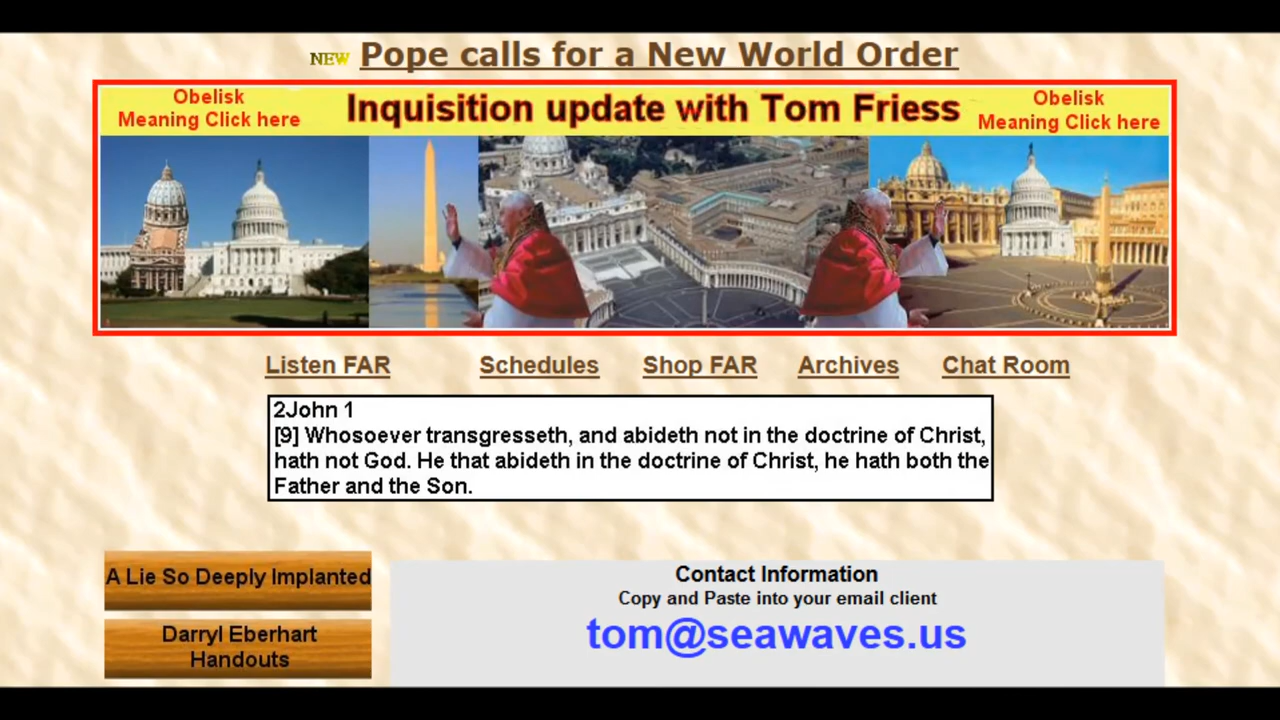 NEW Pope calls for a New World Order
Obelisk
Meaning Click here
Inquisition update with Tom Friess
Obelisk
Meaning Click here
Listen FAR Schedules Shop FAR Archives Chat Room
2John 1
[9] Whosoever transgresseth, and abideth not in the doctrine of Christ,
hath not God. He that abideth in the doctrine of Christ, he hath both the
Father and the Son.
A Lie So Deeply Implanted
Darryl Eberhart
Handouts
Contact Information
Copy and Paste into your email client
tom@seawaves.us